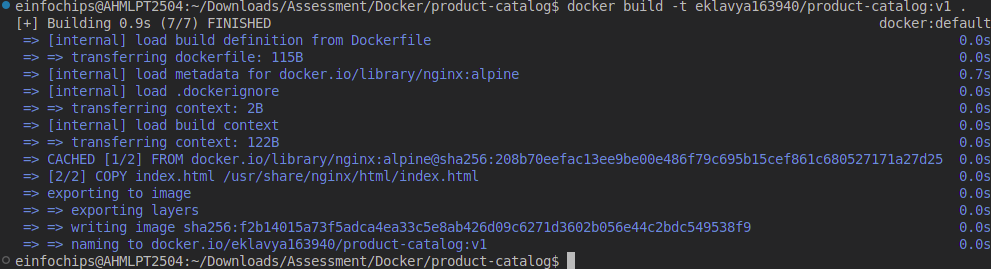 einfochips@AHMLPT2504:~/Downloads/Assessment/Docker/product-catalog$ docker build -t eklavya163940/product-catalog:v1 .
[+] Building 0.9s (7/7) FINISHED docker:default
=> [internal] load build definition from Dockerfile 0.0s
=> => transferring dockerfile: 115B 0.0s
=> [internal] load metadata for docker.io/library/nginx:alpine 0.7s
=> [internal] load .dockerignore 0.0s
=> => transferring context: 2B 0.0s
=> [internal] load build context 0.0s
=> => transferring context: 122B 0.0s
=> CACHED [1/2] FROM docker.io/library/nginx:alpine@sha256:208b70eefac13ee9be00e486f79c695b15cef861c680527171a27d25 0.0s
=> [2/2] COPY index.html /usr/share/nginx/html/index.html 0.0s
=> exporting to image 0.0s
=> => exporting layers 0.0s
=> => writing image sha256:f2b14015a73f5adca4ea33c5e8ab426d09c6271d3602b056e44c2bdc549538f9 0.0s
=> => naming to docker.io/eklavya163940/product-catalog:v1 0.0s
einfochips@AHMLPT2504:~/Downloads/Assessment/Docker/product-catalog$